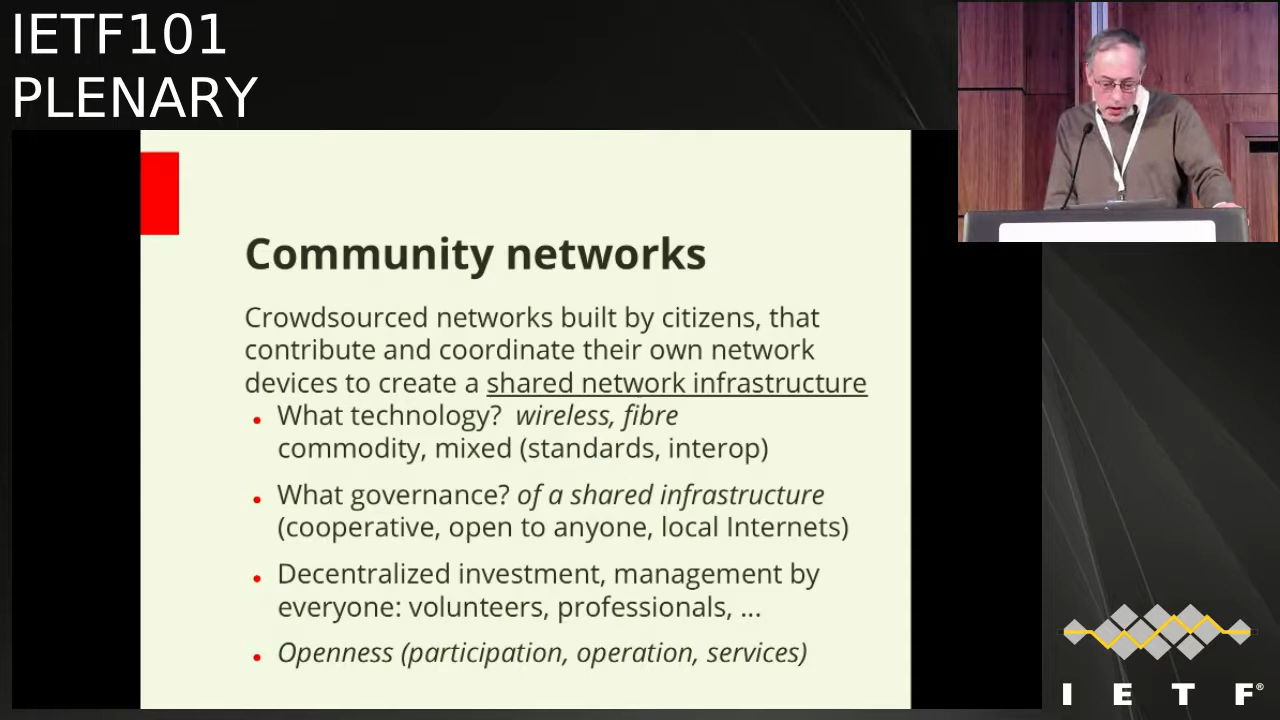 IETF101
PLENARY
Community networks
Crowdsourced networks built by citizens, that
contribute and coordinate their own network
devices to create a shared network infrastructure
• What technology? wireless, fibre
commodity, mixed (standards, interop)
• What governance? of a shared infrastructure
(cooperative, open to anyone, local Internets)
• Decentralized investment, management by
everyone: volunteers, professionals, ...
• Openness (participation, operation, services)
I E T F®